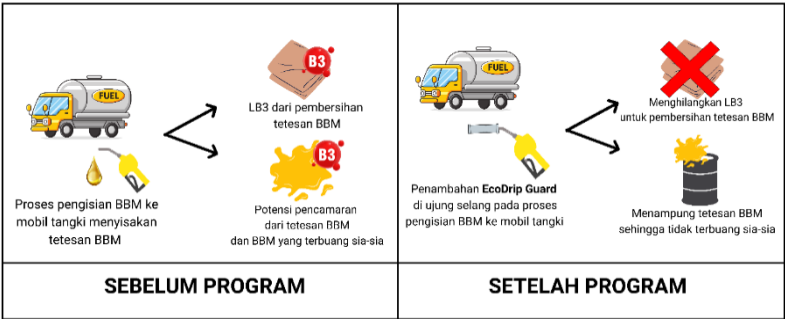 FUEL
B3
LB3 dari pembersihan
tetesan BBM
B3
Proses pengisian BBM ke
mobil tangki menyisakan
tetesan BBM
Potensi pencamaran
dari tetesan BBM
dan BBM yang terbuang sia-sia
SEBELUM PROGRAM
FUEL
Menghilangkan LB3
untuk pembersihan tetesan BBM
Penambahan EcoDrip Guard
di ujung selang pada proses
pengisian BBM ke mobil tangki
Menampung tetesan BBM
sehingga tidak terbuang sia-sia
SETELAH PROGRAM